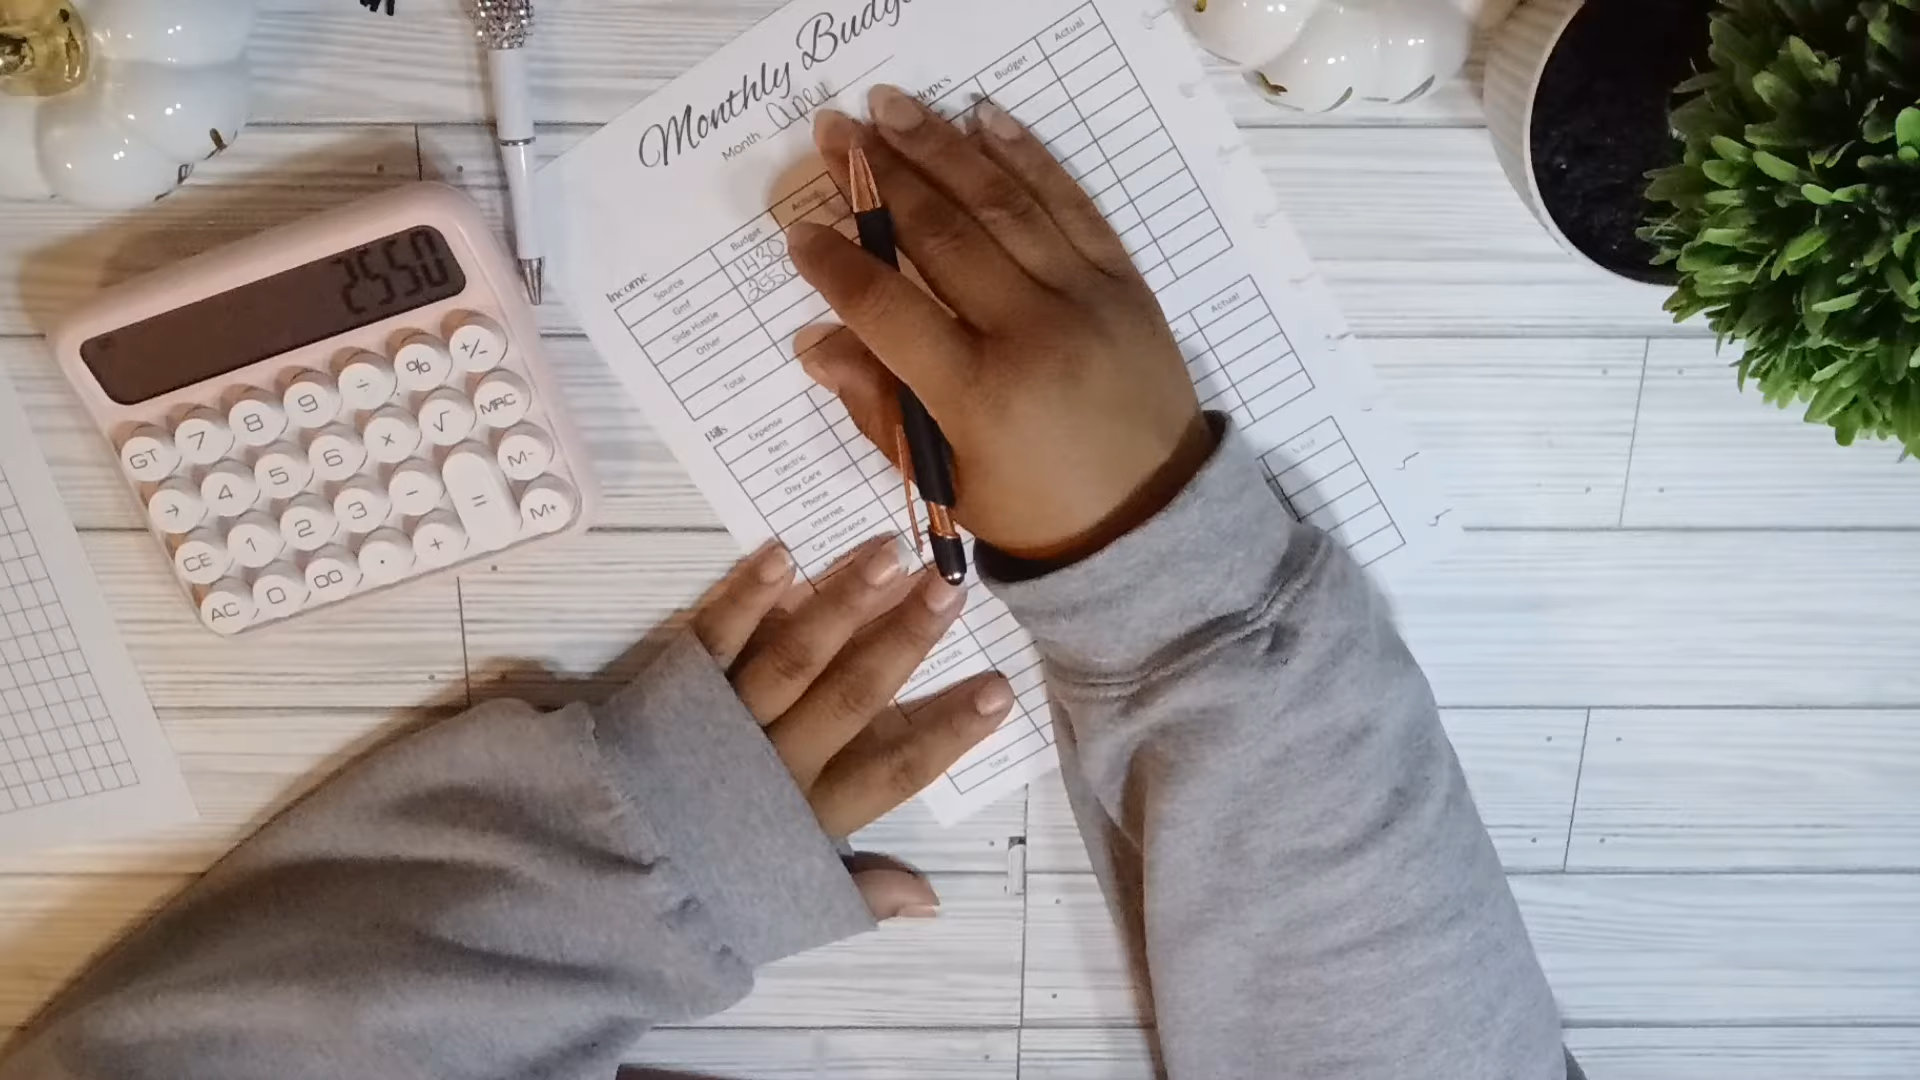 Monthly
Month April
Income
Source Budget Actual
Gmf 1430
Side Hustle 2550
Other
Total
Bills
Expense
Rent
Electric
Day Care
Phone
Internet
Car Insurance
Total
Budget Actual
Actual
2550
GT 7 8 9 ÷ % +/-
→ 4 5 6 × √ MRC
CE 1 2 3 − = M-
AC 0 00 . + M+